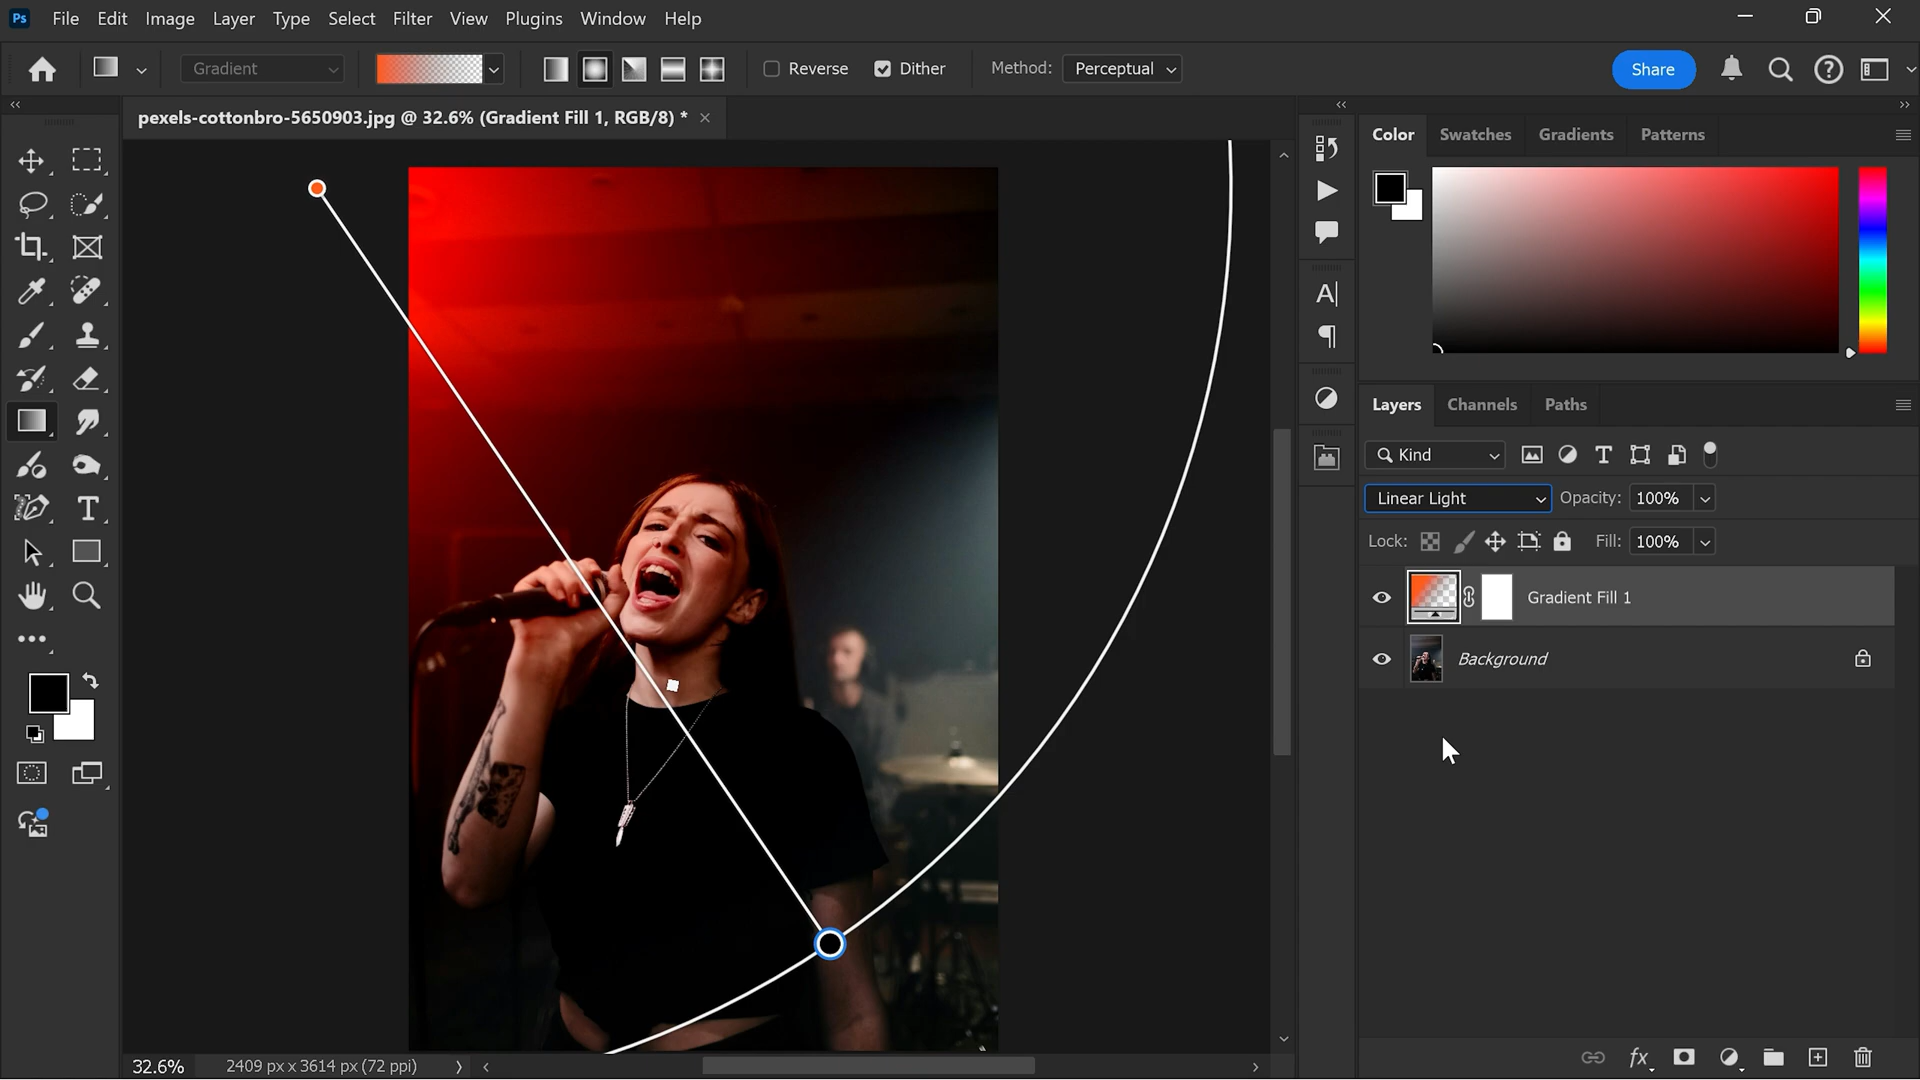 Ps File Edit Image Layer Type Select Filter View Plugins Window Help
Gradient Reverse Dither Method: Perceptual Share
pexels-cottonbro-5650903.jpg @ 32.6% (Gradient Fill 1, RGB/8) *
Color Swatches Gradients Patterns
Layers Channels Paths
Kind
Linear Light Opacity: 100%
Lock: Fill: 100%
Gradient Fill 1
Background
32.6% 2409 px x 3614 px (72 ppi)